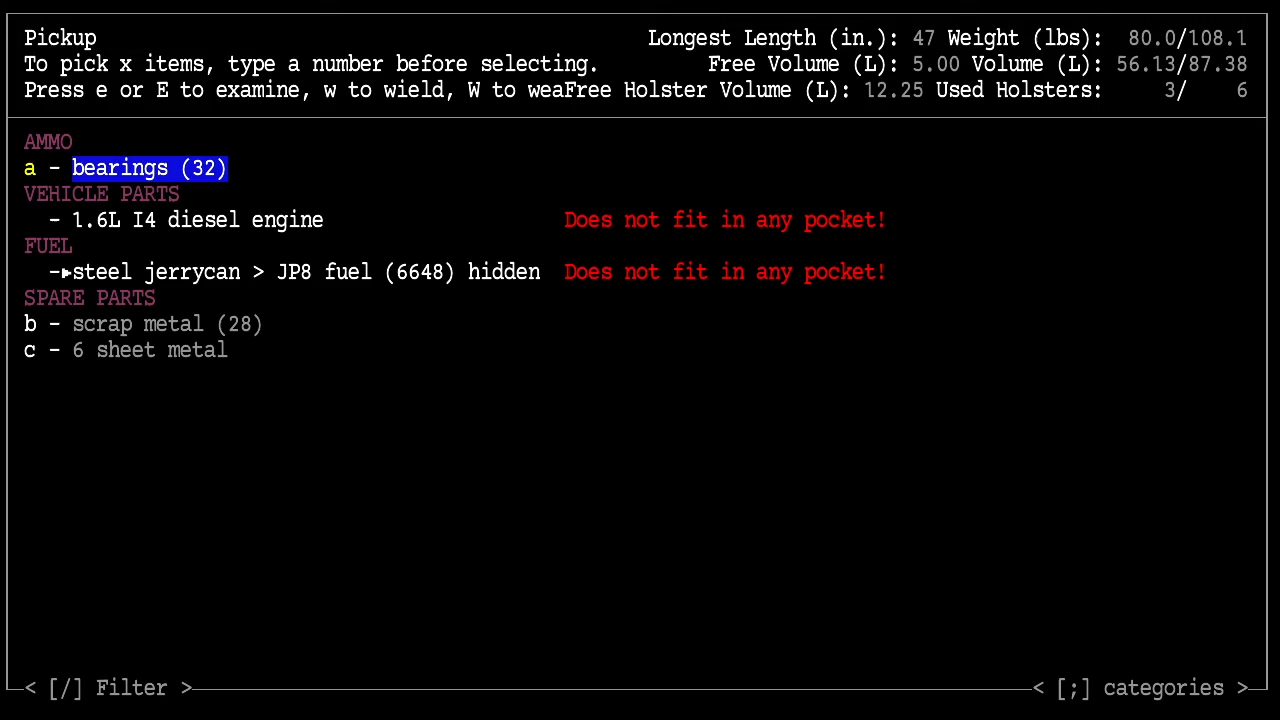 Pickup Longest Length (in.): 47 Weight (lbs): 80.0/108.1
To pick x items, type a number before selecting. Free Volume (L): 5.00 Volume (L): 56.13/87.38
Press e or E to examine, w to wield, W to weaFree Holster Volume (L): 12.25 Used Holsters: 3/ 6
AMMO
a - bearings (32)
VEHICLE PARTS
- 1.6L I4 diesel engine Does not fit in any pocket!
FUEL
-▸steel jerrycan > JP8 fuel (6648) hidden Does not fit in any pocket!
SPARE PARTS
b - scrap metal (28)
c - 6 sheet metal
< [/] Filter > < [;] categories >